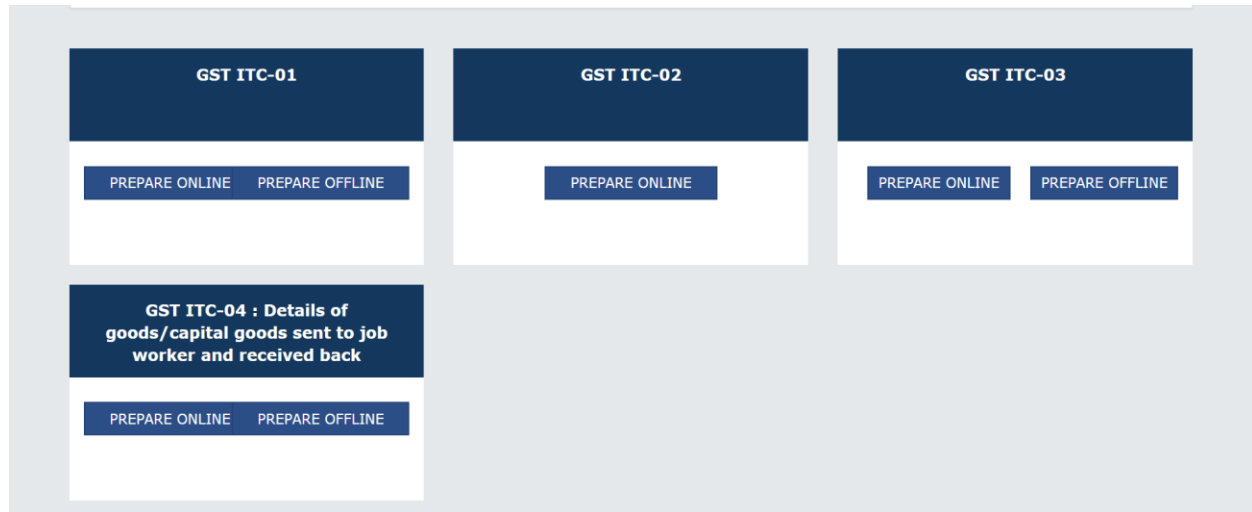 GST ITC-01
GST ITC-02
GST ITC-03
PREPARE ONLINE PREPARE OFFLINE
PREPARE ONLINE
PREPARE ONLINE PREPARE OFFLINE
GST ITC-04 : Details of
goods/capital goods sent to job
worker and received back
PREPARE ONLINE PREPARE OFFLINE